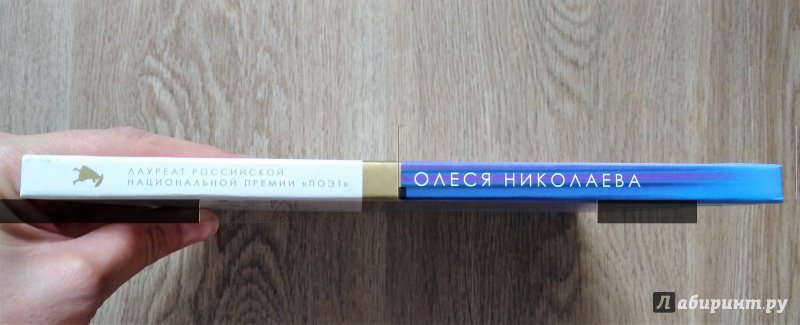 ЛАУРЕАТ РОССИЙСКОЙ
НАЦИОНАЛЬНОЙ ПРЕМИИ «ПОЭТ»
ОЛЕСЯ НИКОЛАЕВА
Лабиринт.ру